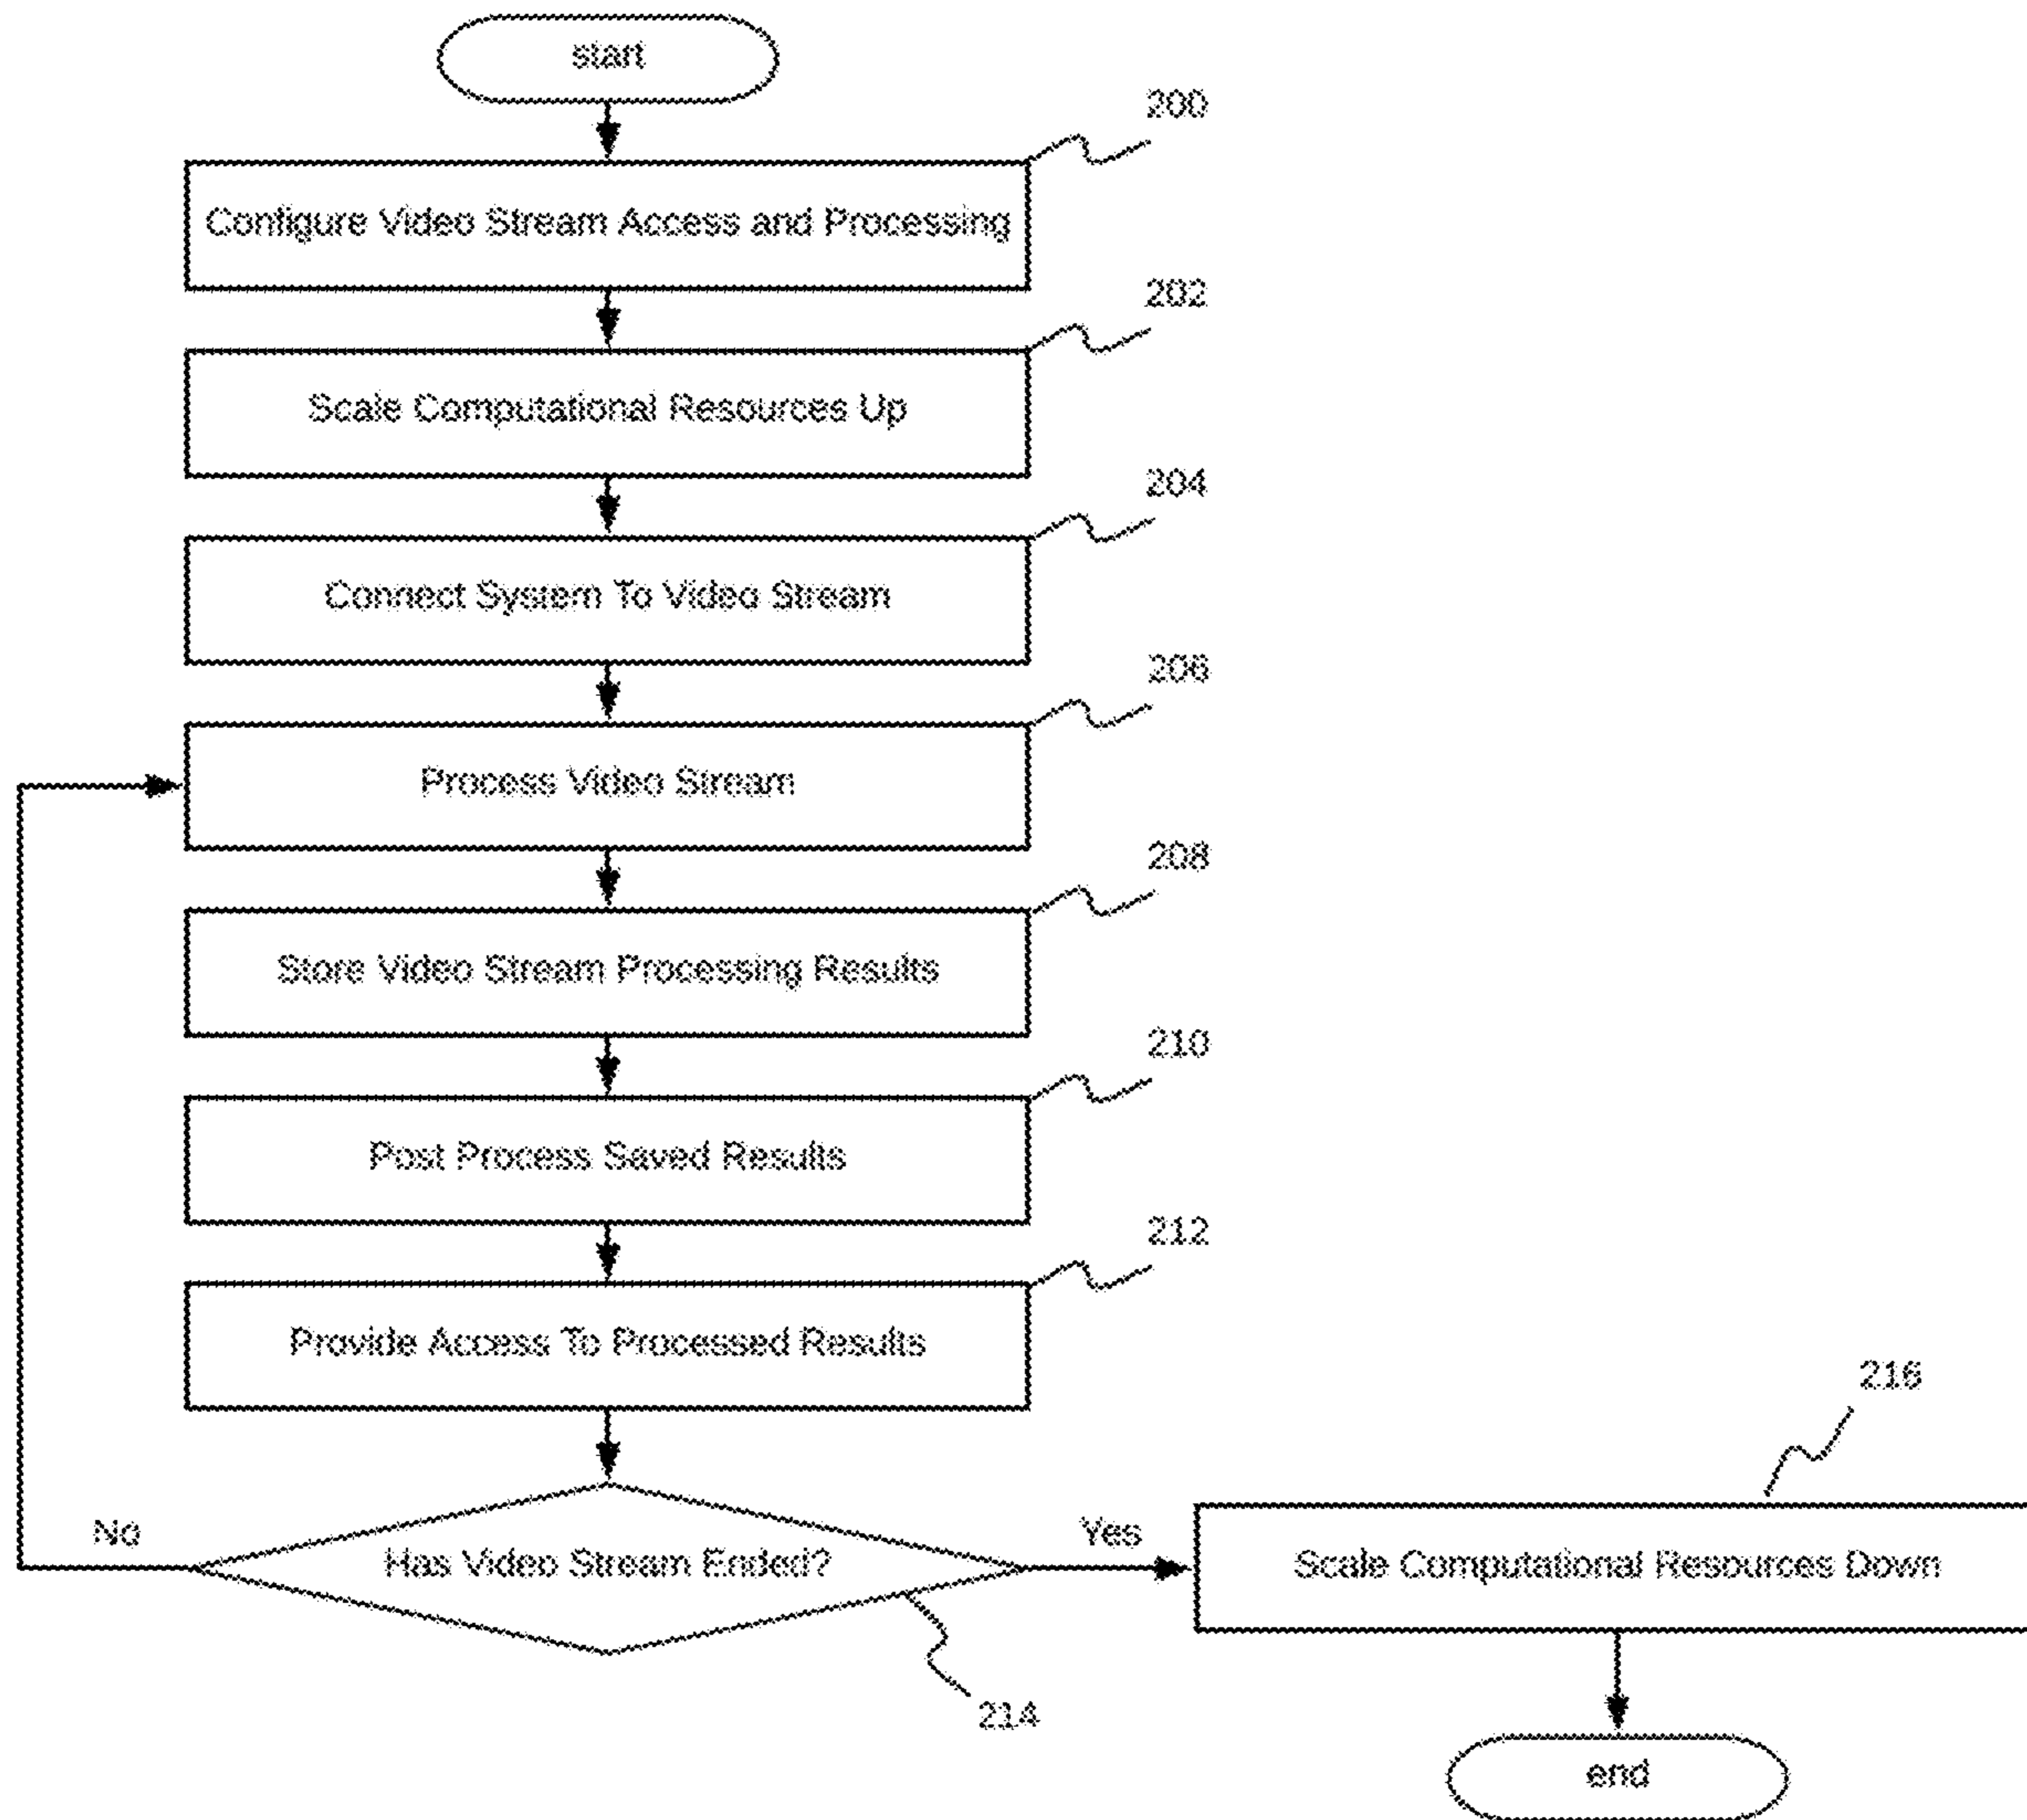 start
200
Configure Video Stream Access and Processing
202
Scale Computational Resources Up
204
Connect System To Video Stream
206
Process Video Stream
208
Store Video Stream Processing Results
210
Post Process Saved Results
212
Provide Access To Processed Results
216
No
Has Video Stream Ended?
Yes
Scale Computational Resources Down
214
end